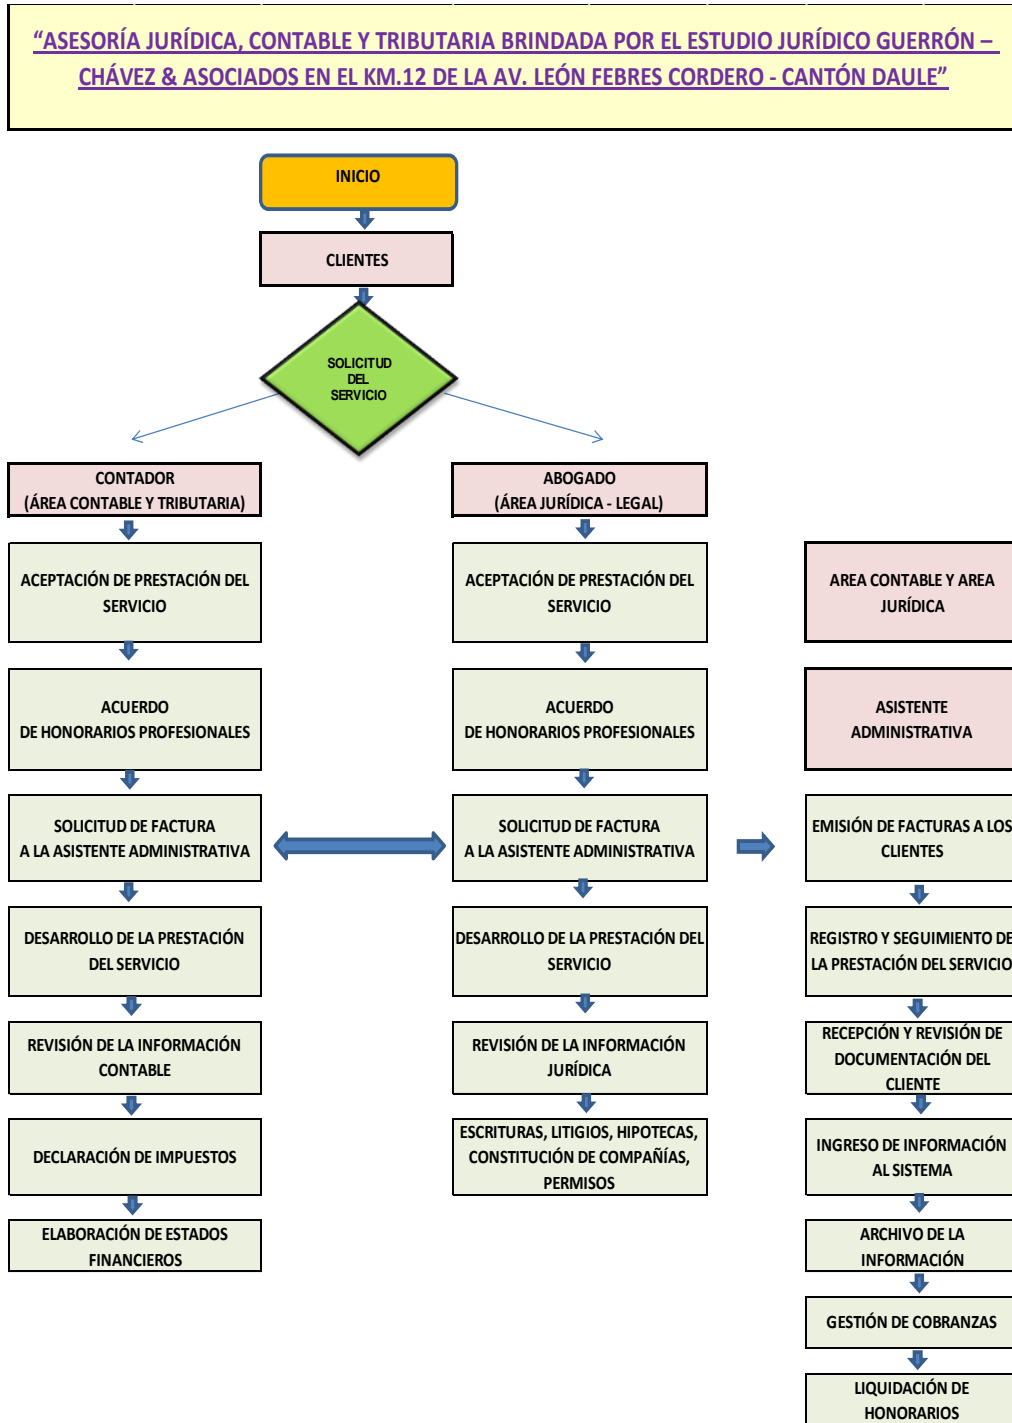 “ASESORÍA JURÍDICA, CONTABLE Y TRIBUTARIA BRINDADA POR EL ESTUDIO JURÍDICO GUERRÓN –
CHÁVEZ & ASOCIADOS EN EL KM.12 DE LA AV. LEÓN FEBRES CORDERO - CANTÓN DAULE”
INICIO
CLIENTES
SOLICITUD
DEL
SERVICIO
CONTADOR
(ÁREA CONTABLE Y TRIBUTARIA)
ACEPTACIÓN DE PRESTACIÓN DEL
SERVICIO
ACUERDO
DE HONORARIOS PROFESIONALES
SOLICITUD DE FACTURA
A LA ASISTENTE ADMINISTRATIVA
DESARROLLO DE LA PRESTACIÓN
DEL SERVICIO
REVISIÓN DE LA INFORMACIÓN
CONTABLE
DECLARACIÓN DE IMPUESTOS
ELABORACIÓN DE ESTADOS
FINANCIEROS
ABOGADO
(ÁREA JURÍDICA - LEGAL)
ACEPTACIÓN DE PRESTACIÓN DEL
SERVICIO
ACUERDO
DE HONORARIOS PROFESIONALES
SOLICITUD DE FACTURA
A LA ASISTENTE ADMINISTRATIVA
DESARROLLO DE LA PRESTACIÓN DEL
SERVICIO
REVISIÓN DE LA INFORMACIÓN
JURÍDICA
ESCRITURAS, LITIGIOS, HIPOTECAS,
CONSTITUCIÓN DE COMPAÑÍAS,
PERMISOS
AREA CONTABLE Y AREA
JURÍDICA
ASISTENTE
ADMINISTRATIVA
EMISIÓN DE FACTURAS A LOS
CLIENTES
REGISTRO Y SEGUIMIENTO DE
LA PRESTACIÓN DEL SERVICIO
RECEPCIÓN Y REVISIÓN DE
DOCUMENTACIÓN DEL
CLIENTE
INGRESO DE INFORMACIÓN
AL SISTEMA
ARCHIVO DE LA
INFORMACIÓN
GESTIÓN DE COBRANZAS
LIQUIDACIÓN DE
HONORARIOS